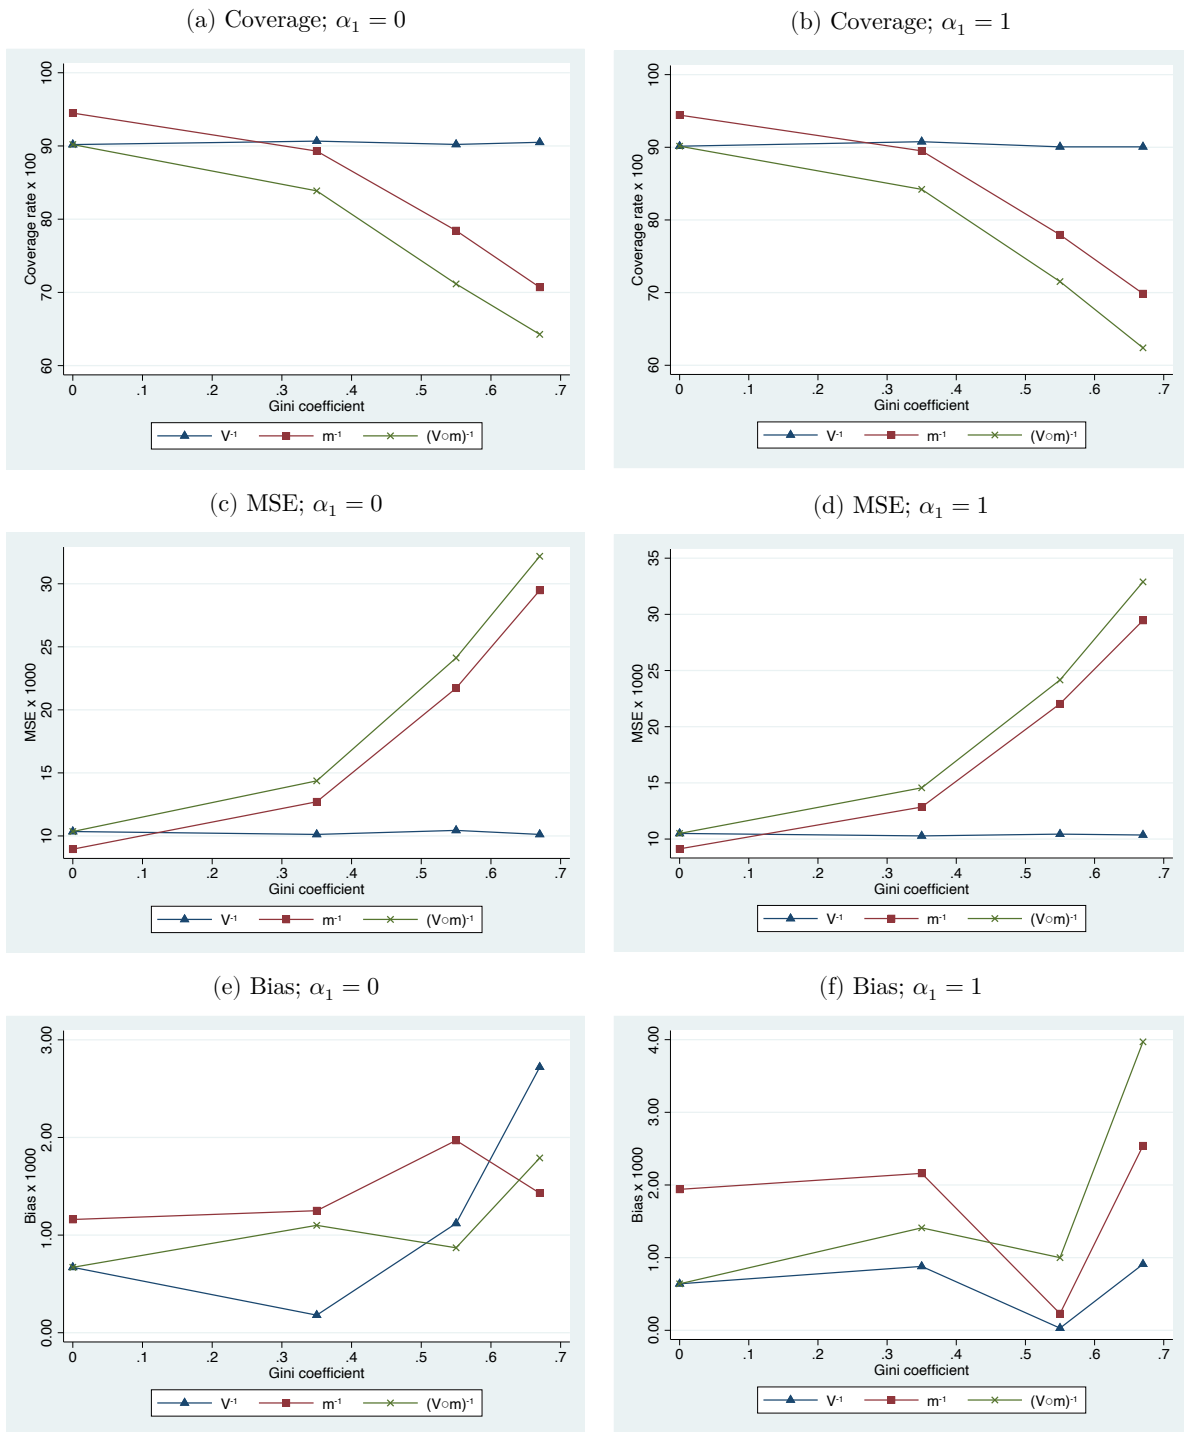 (a) Coverage; α₁ = 0
Coverage rate x 100
100
90
80
70
60
0 .1 .2 .3 .4 .5 .6 .7
Gini coefficient
V⁻¹ m⁻¹ (V○m)⁻¹
(b) Coverage; α₁ = 1
Coverage rate x 100
100
90
80
70
60
0 .1 .2 .3 .4 .5 .6 .7
Gini coefficient
V⁻¹ m⁻¹ (V○m)⁻¹
(c) MSE; α₁ = 0
MSE x 1000
30
25
20
15
10
0 .1 .2 .3 .4 .5 .6 .7
Gini coefficient
V⁻¹ m⁻¹ (V○m)⁻¹
(d) MSE; α₁ = 1
MSE x 1000
35
30
25
20
15
10
0 .1 .2 .3 .4 .5 .6 .7
Gini coefficient
V⁻¹ m⁻¹ (V○m)⁻¹
(e) Bias; α₁ = 0
Bias x 1000
3.00
2.00
1.00
0.00
0 .1 .2 .3 .4 .5 .6 .7
Gini coefficient
V⁻¹ m⁻¹ (V○m)⁻¹
(f) Bias; α₁ = 1
Bias x 1000
4.00
3.00
2.00
1.00
0.00
0 .1 .2 .3 .4 .5 .6 .7
Gini coefficient
V⁻¹ m⁻¹ (V○m)⁻¹